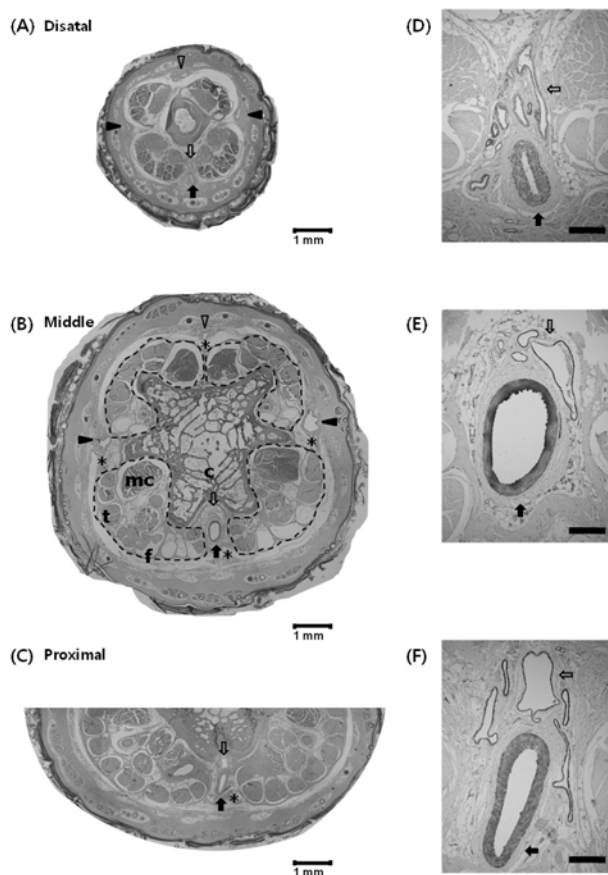 (A) Disatal
1 mm
(D)
(B) Middle
*
*
*
mc
c
t
f
*
1 mm
(E)
(C) Proximal
*
1 mm
(F)